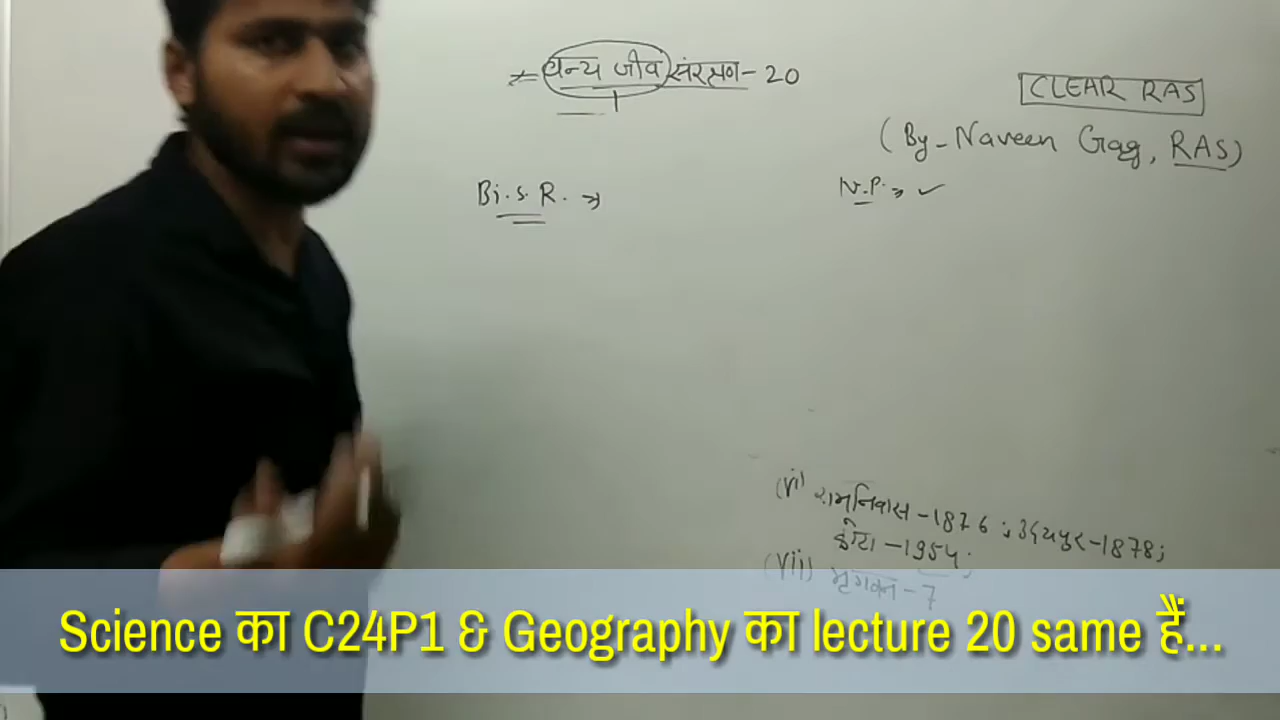 वन्य जीव संरक्षण - 20
CLEAR RAS
(By - Naveen Gagg, RAS)
Bi. S. R. →
N. P. → ✓
(vi) रामनिवास - 1876 ; उदयपुर - 1878;
कोटा - 1954;
(vii) मृगवन - 7
Science का C24P1 & Geography का lecture 20 same हैं...